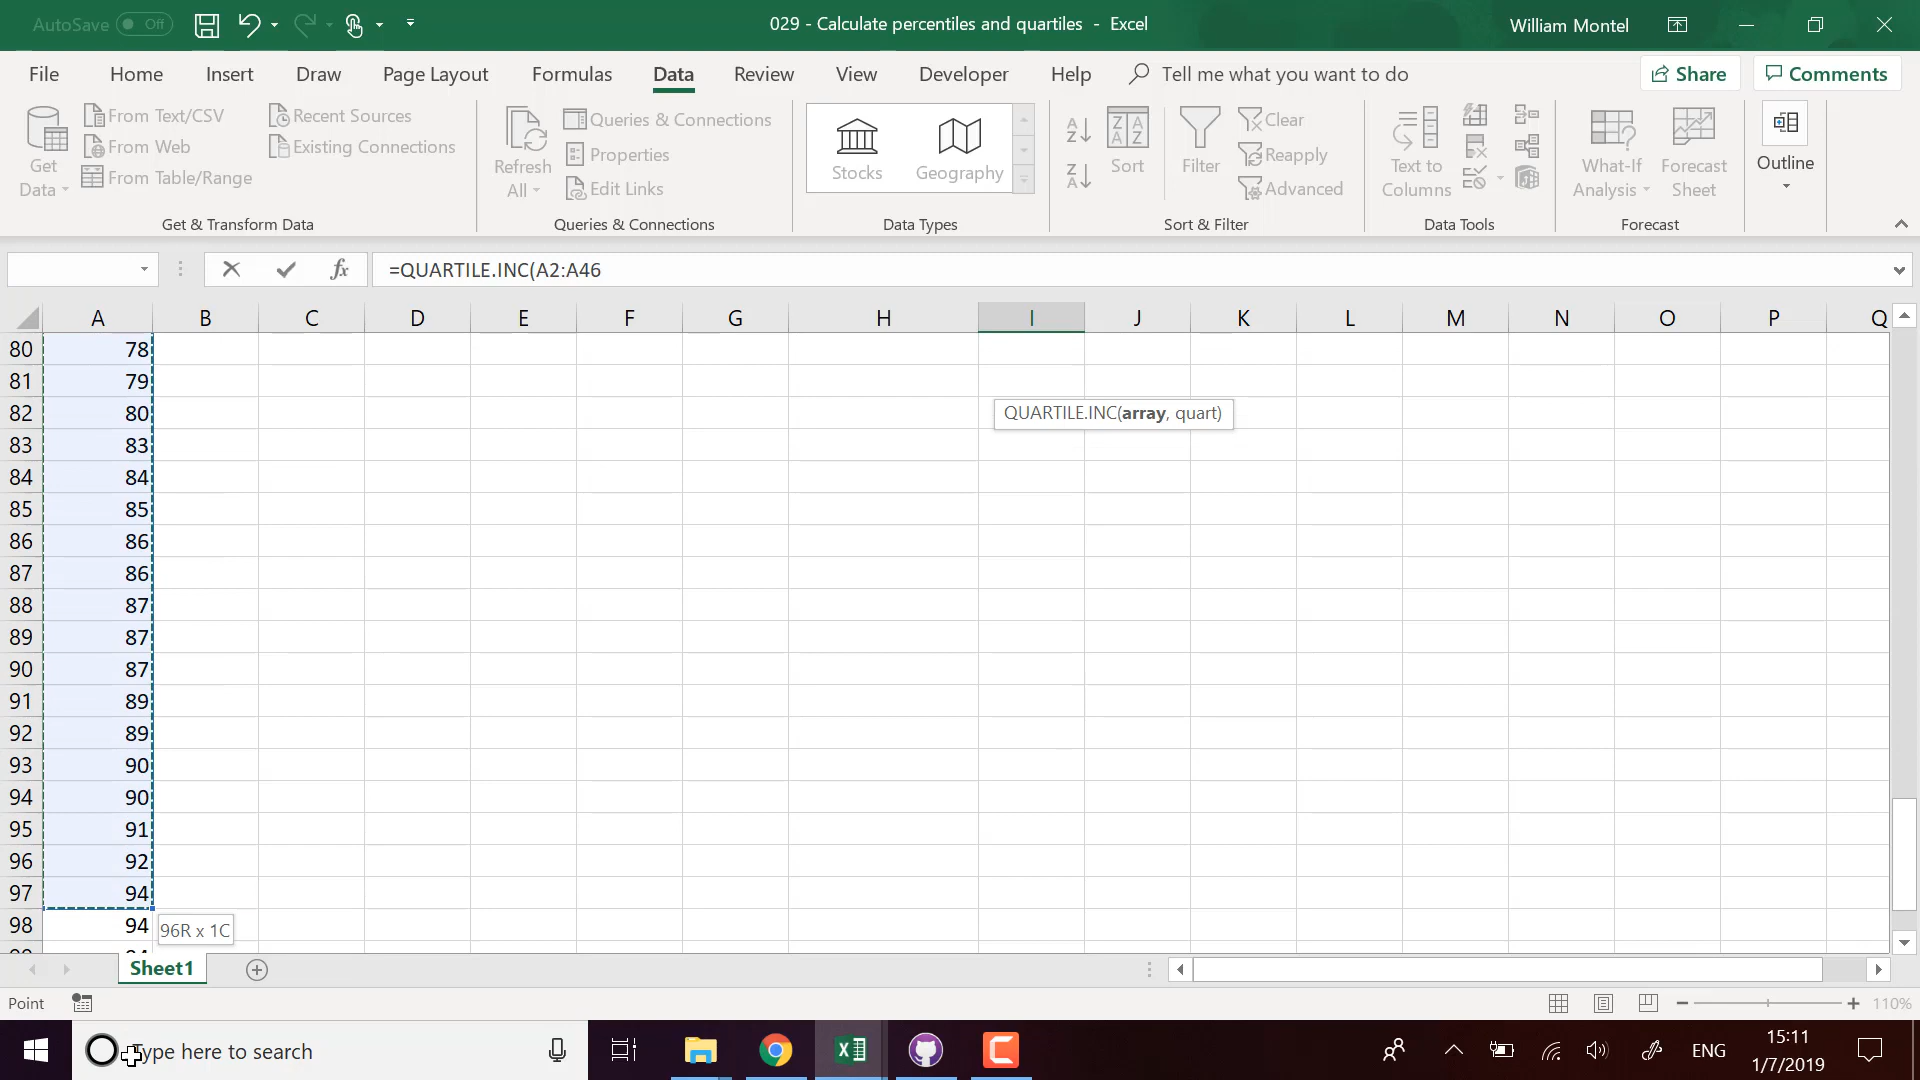 AutoSave Off
029 - Calculate percentiles and quartiles - Excel
William Montel
File Home Insert Draw Page Layout Formulas Data Review View Developer Help Tell me what you want to do Share Comments
Get Data
From Text/CSV
From Web
From Table/Range
Recent Sources
Existing Connections
Get & Transform Data
Refresh All
Queries & Connections
Properties
Edit Links
Queries & Connections
Stocks
Geography
Data Types
Sort
Filter
Clear
Reapply
Advanced
Sort & Filter
Text to Columns
Data Tools
What-If Analysis
Forecast Sheet
Forecast
Outline
fx =QUARTILE.INC(A2:A46
A B C D E F G H I J K L M N O P Q
80 78
81 79
82 80
QUARTILE.INC(array, quart)
83 83
84 84
85 85
86 86
87 86
88 87
89 87
90 87
91 89
92 89
93 90
94 90
95 91
96 92
97 94
98 94
96R x 1C
Sheet1
Point
110%
Type here to search
ENG
15:11
1/7/2019